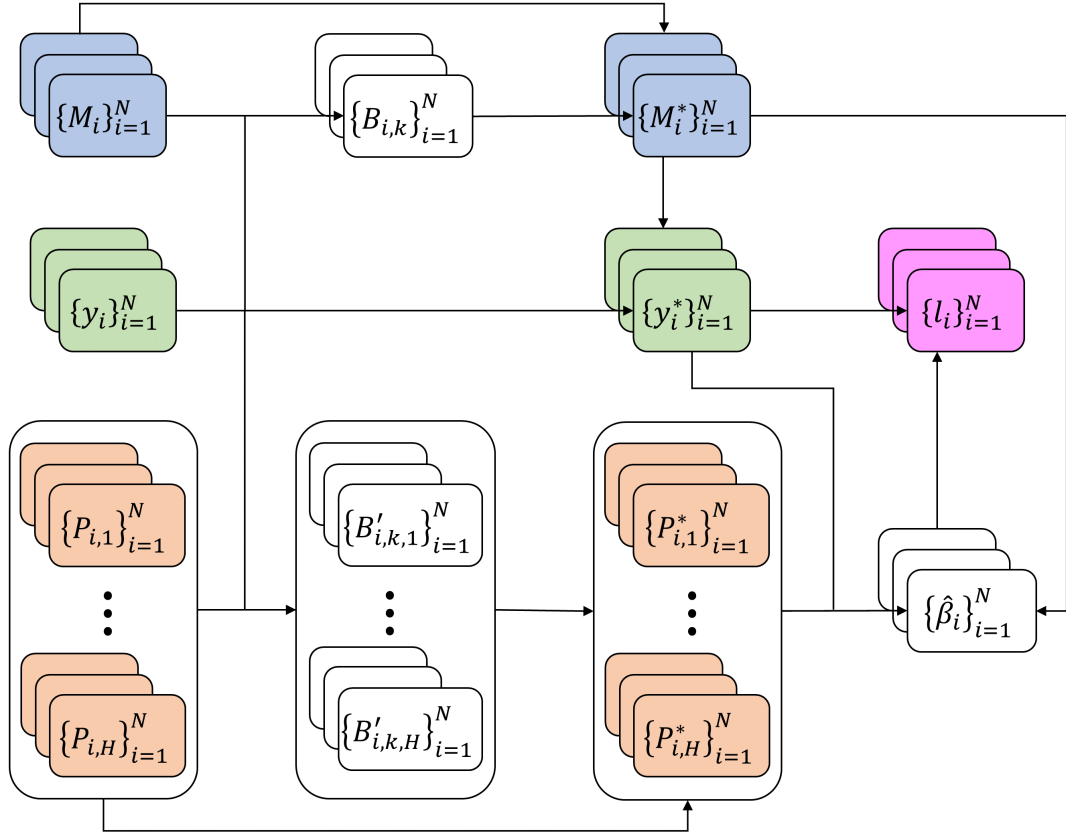 {M_i}_{i=1}^N
{B_{i,k}}_{i=1}^N
{M_i^*}_{i=1}^N
{y_i}_{i=1}^N
{y_i^*}_{i=1}^N
{l_i}_{i=1}^N
{P_{i,1}}_{i=1}^N
{B'_{i,k,1}}_{i=1}^N
{P_{i,1}^*}_{i=1}^N
{β̂_i}_{i=1}^N
{P_{i,H}}_{i=1}^N
{B'_{i,k,H}}_{i=1}^N
{P_{i,H}^*}_{i=1}^N